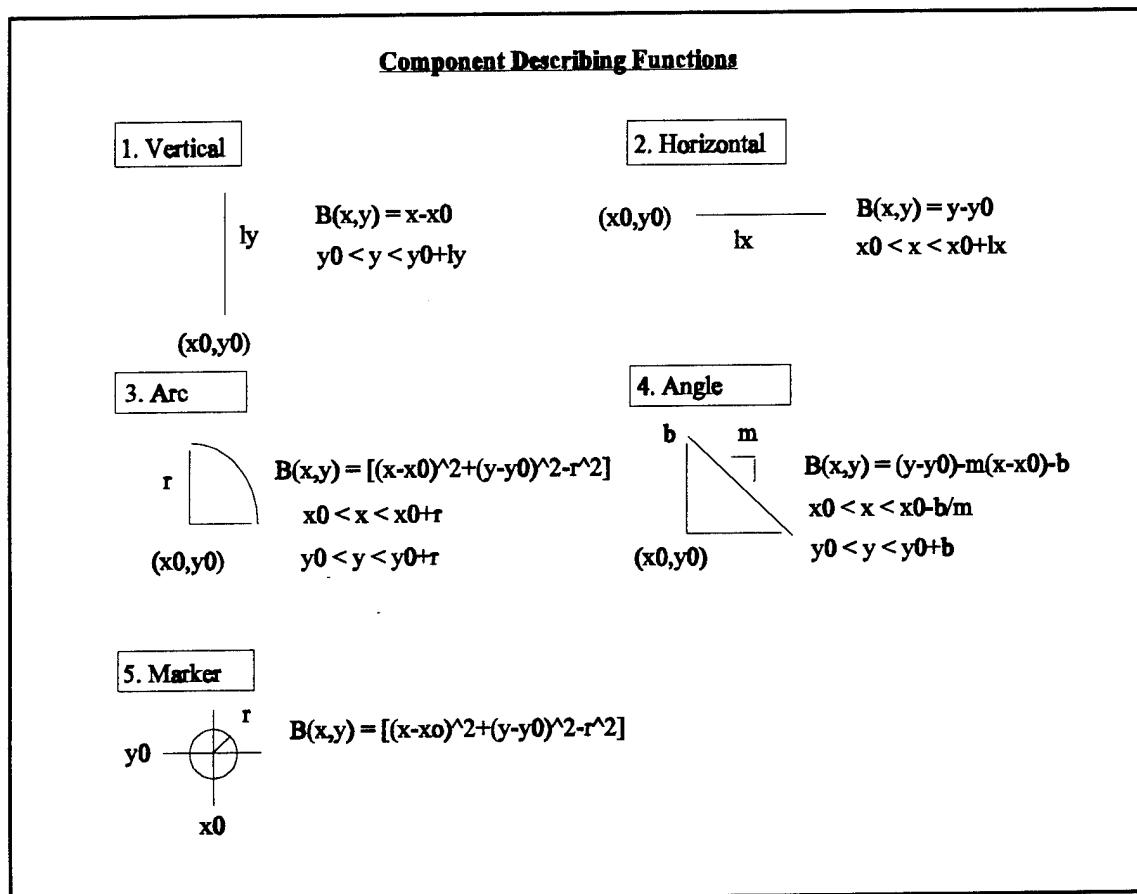 Component Describing Functions
1. Vertical
ly
(x0,y0)
B(x,y) = x-x0
y0 < y < y0+ly
2. Horizontal
(x0,y0)
lx
B(x,y) = y-y0
x0 < x < x0+lx
3. Arc
r
(x0,y0)
B(x,y) = [(x-x0)^2+(y-y0)^2-r^2]
x0 < x < x0+r
y0 < y < y0+r
4. Angle
b
m
(x0,y0)
B(x,y) = (y-y0)-m(x-x0)-b
x0 < x < x0-b/m
y0 < y < y0+b
5. Marker
r
y0
x0
B(x,y) = [(x-xo)^2+(y-y0)^2-r^2]